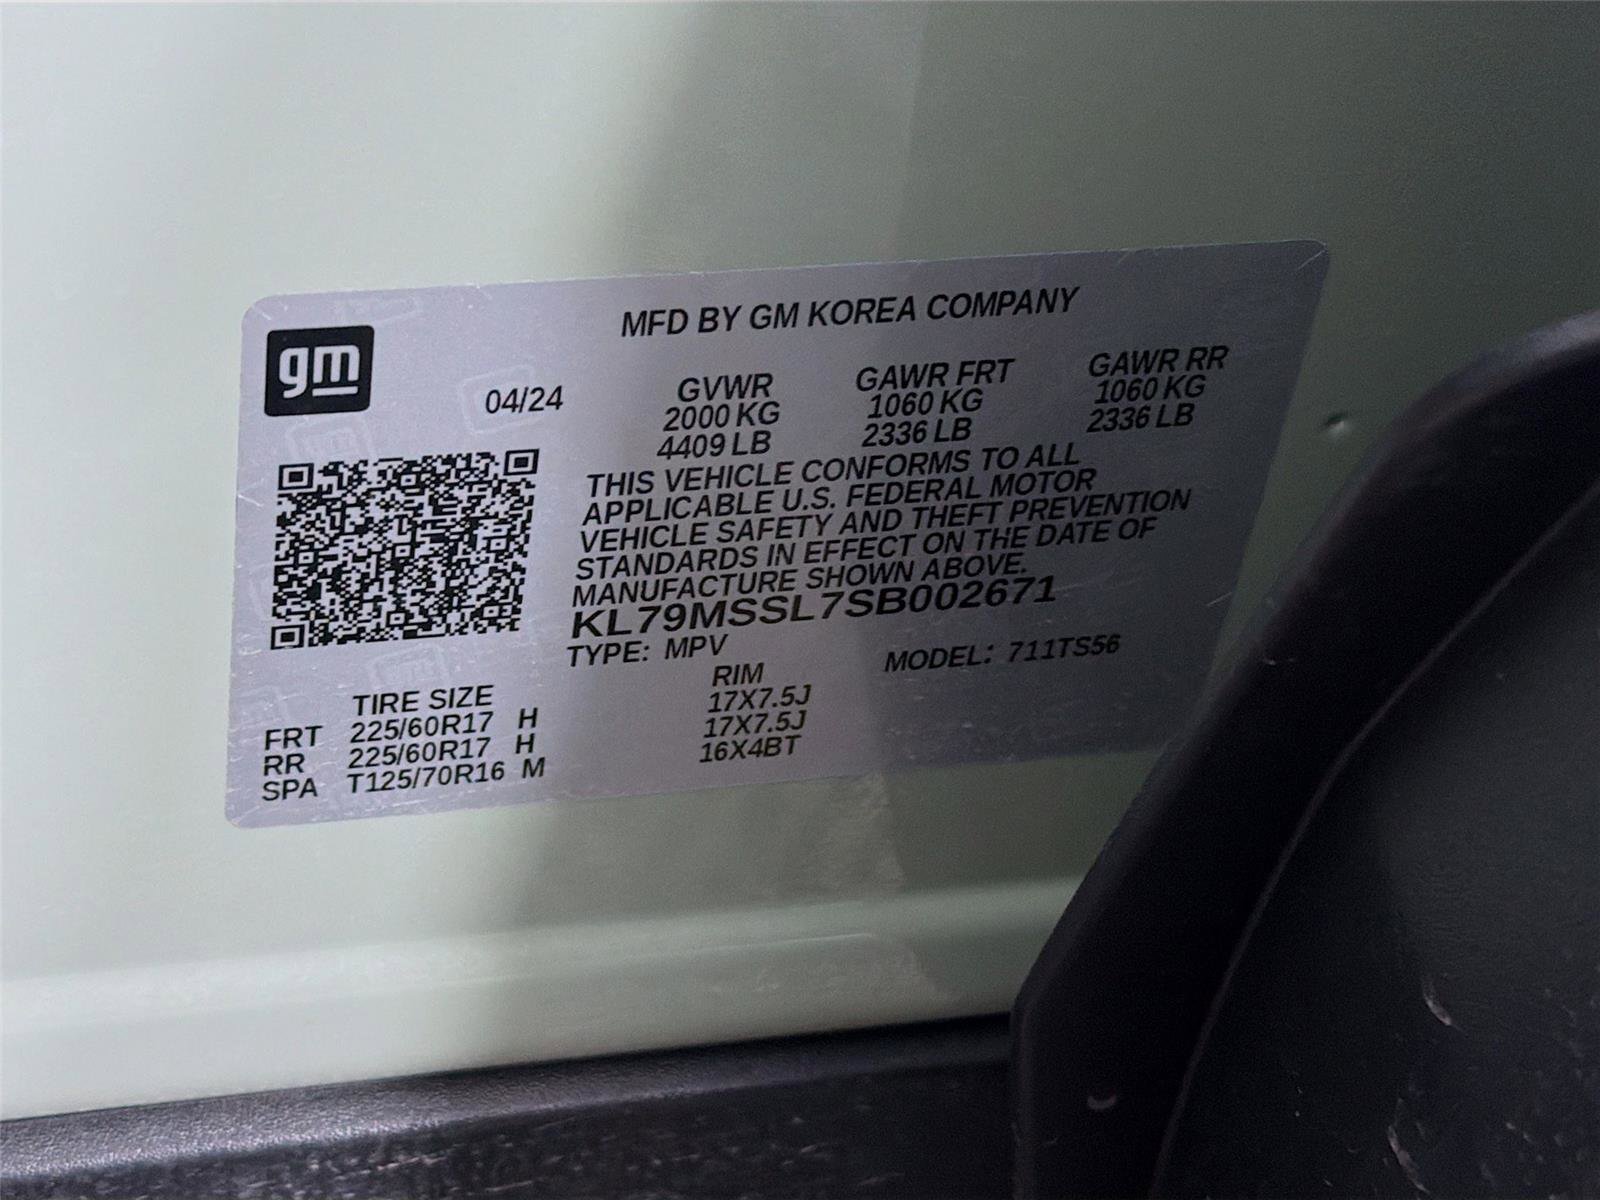 MFD BY GM KOREA COMPANY
gm
04/24
GVWR GAWR FRT GAWR RR
2000 KG 1060 KG 1060 KG
4409 LB 2336 LB 2336 LB
THIS VEHICLE CONFORMS TO ALL
APPLICABLE U.S. FEDERAL MOTOR
VEHICLE SAFETY AND THEFT PREVENTION
STANDARDS IN EFFECT ON THE DATE OF
MANUFACTURE SHOWN ABOVE.
KL79MSSL7SB002671
TYPE: MPV MODEL: 711TS56
TIRE SIZE RIM
FRT 225/60R17 H 17X7.5J
RR 225/60R17 H 17X7.5J
SPA T125/70R16 M 16X4BT